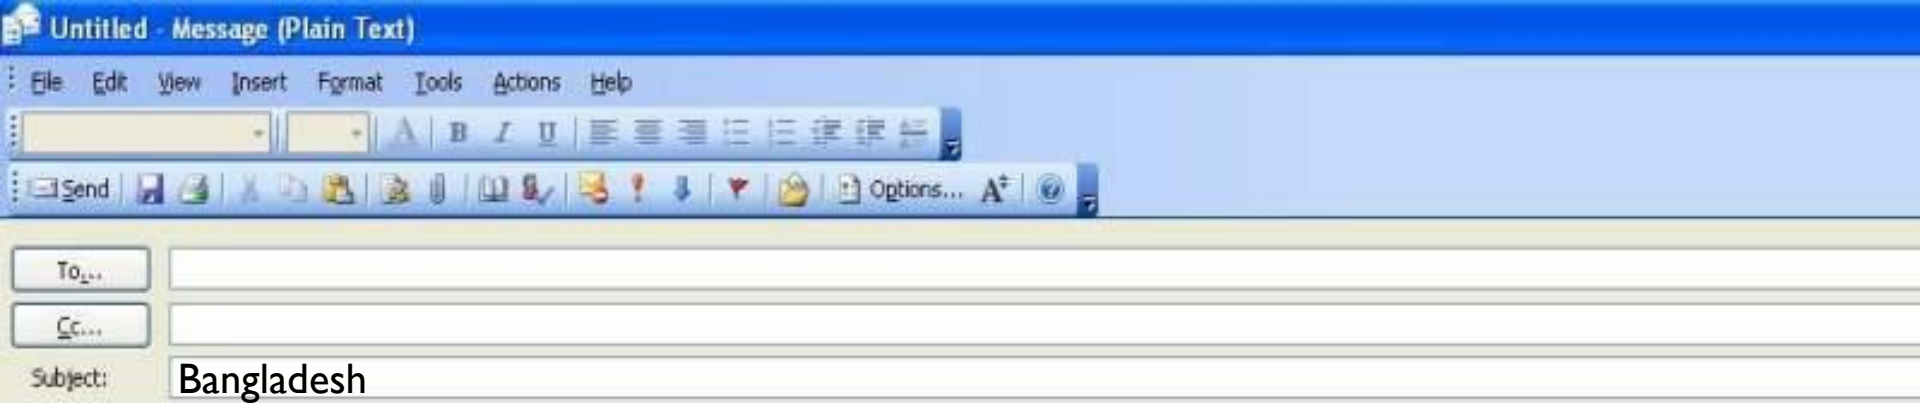 Untitled - Message (Plain Text)
File Edit View Insert Format Tools Actions Help
A B I U
Send Options... A
To...
Cc...
Subject: Bangladesh